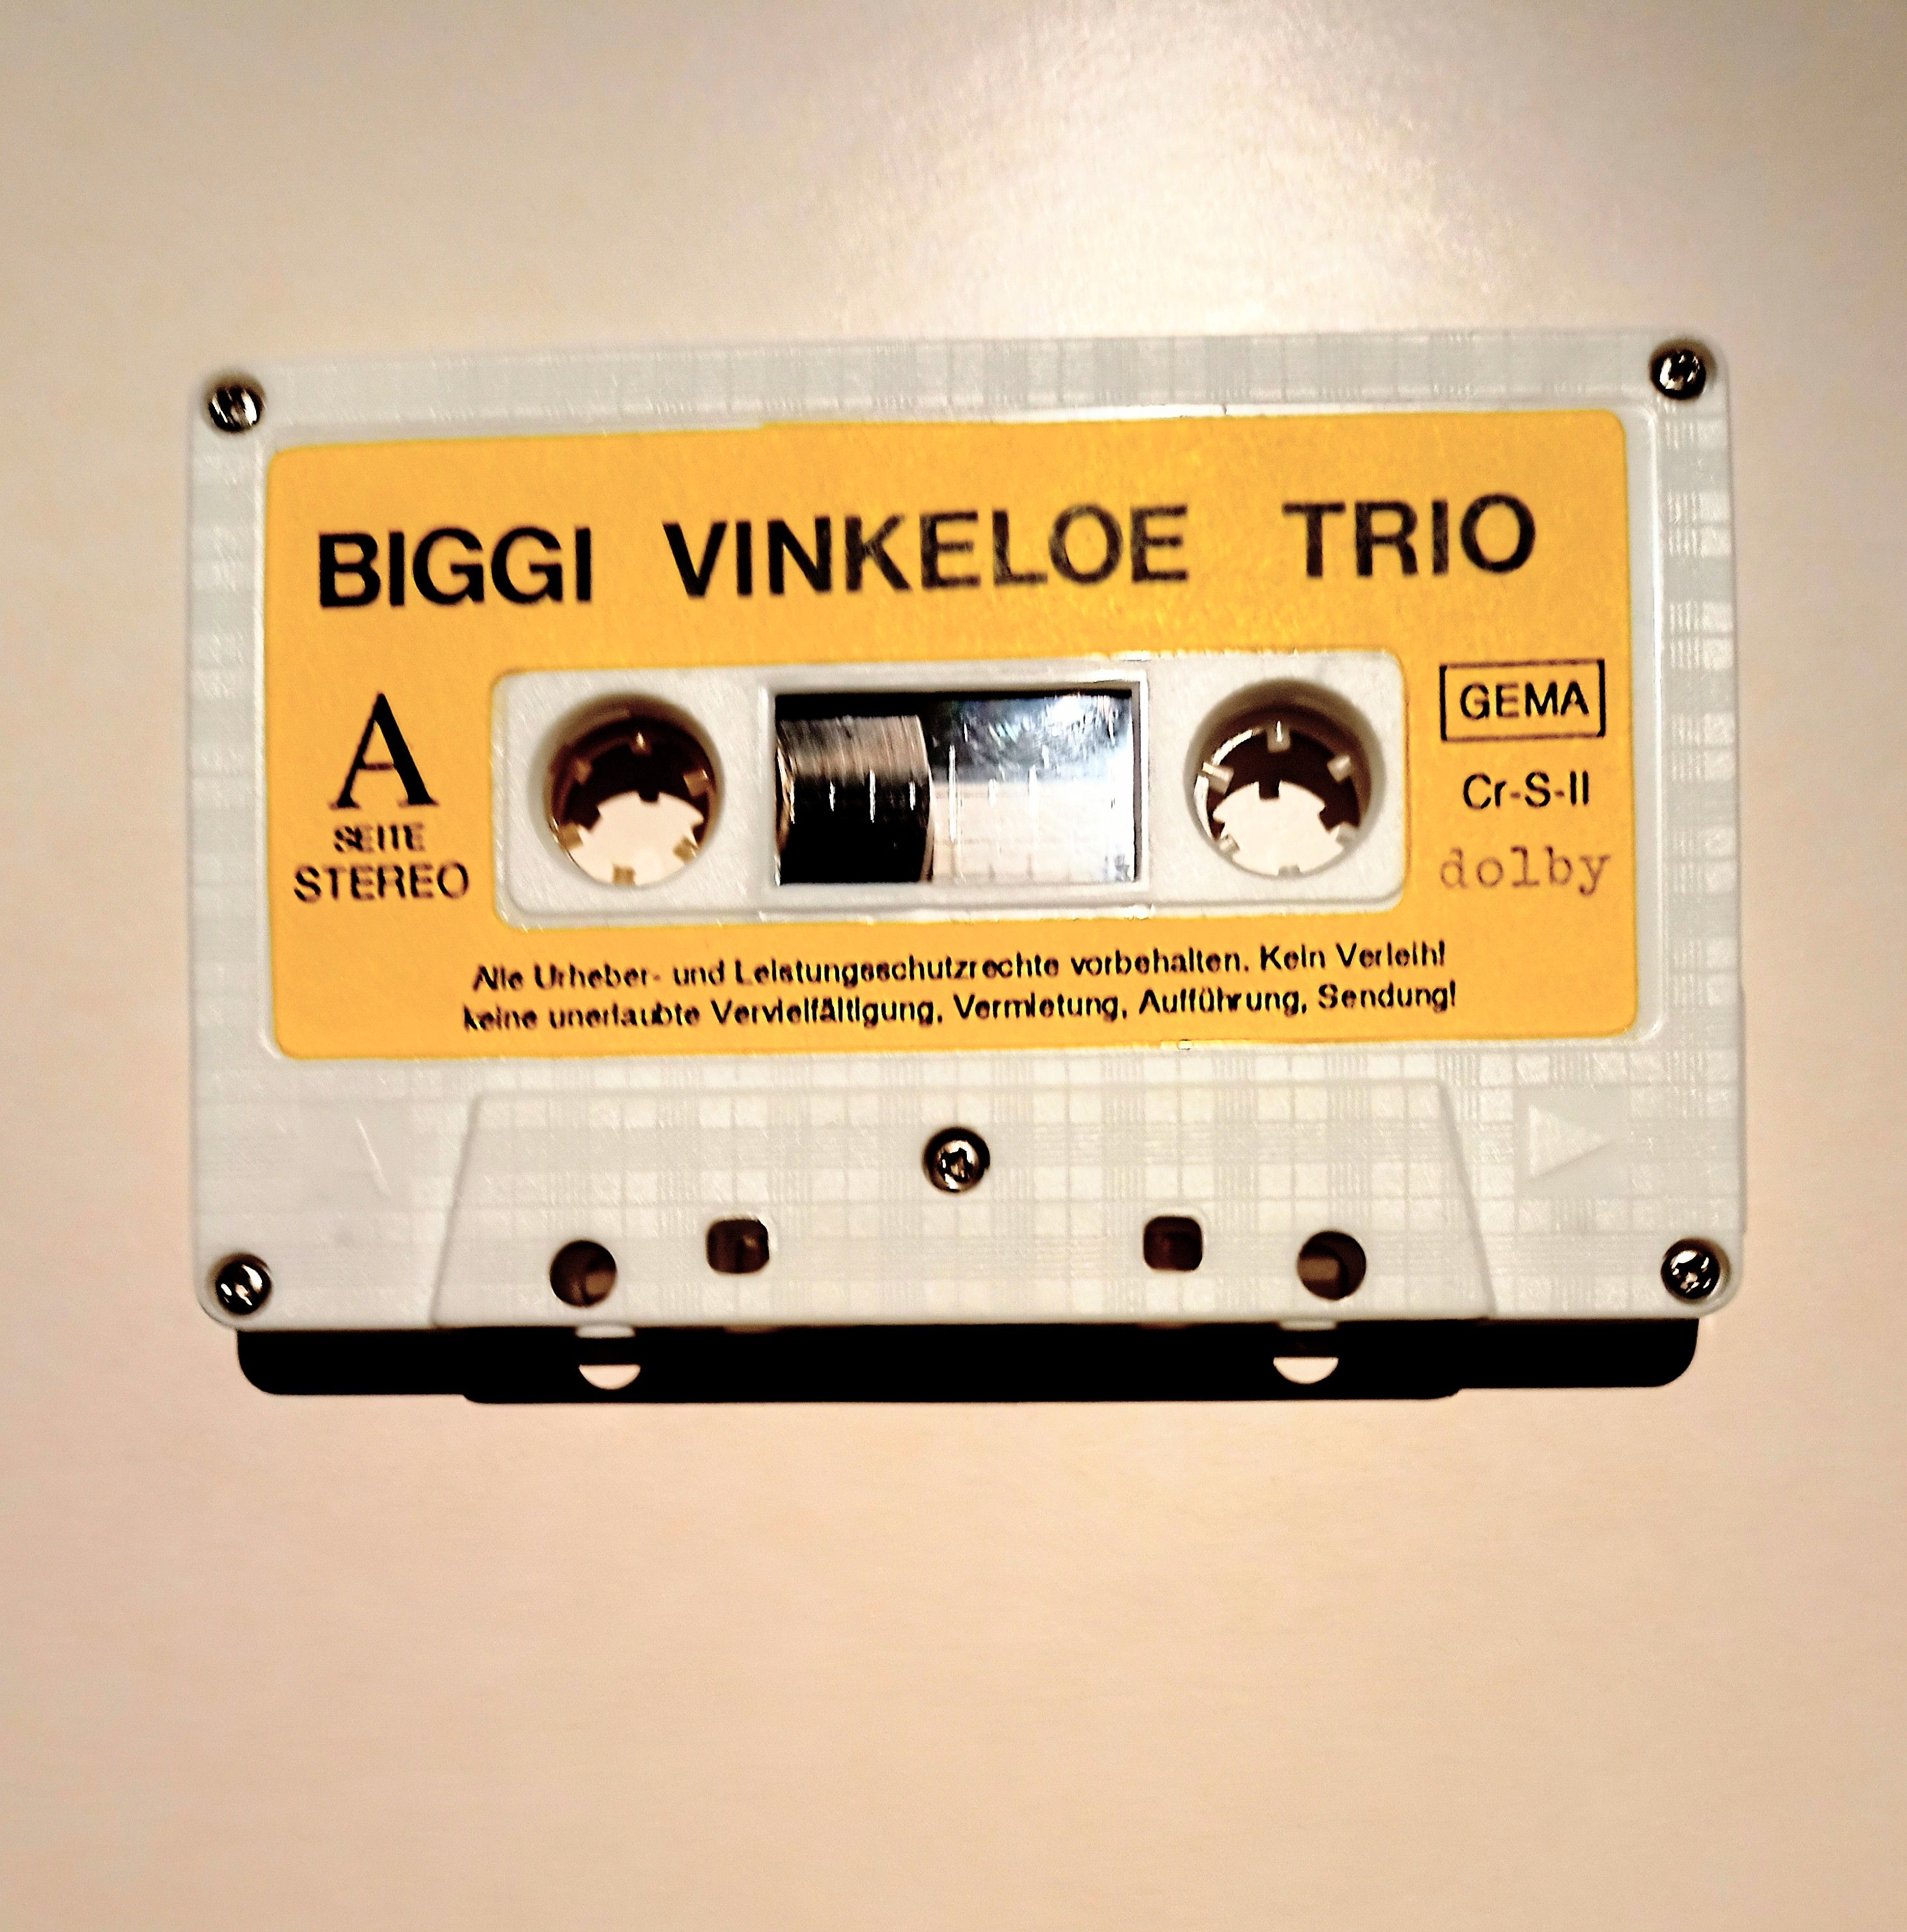 BIGGI VINKELOE TRIO
A
SEITE
STEREO
GEMA
Cr-S-II
dolby
Alle Urheber- und Leistungsschutzrechte vorbehalten. Kein Verleih!
keine unerlaubte Vervielfältigung, Vermietung, Aufführung, Sendung!